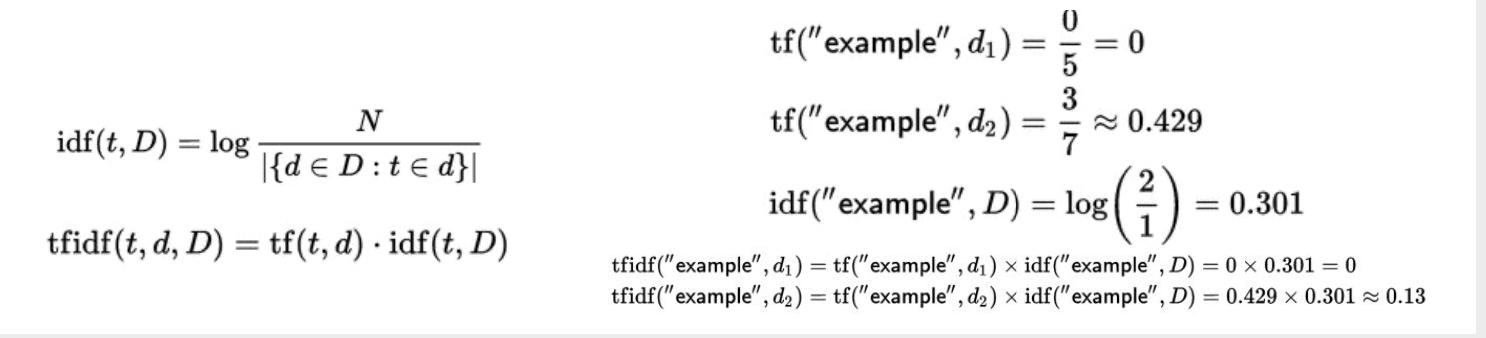 idf(t, D) = log N / |{d ∈ D : t ∈ d}|
tfidf(t, d, D) = tf(t, d) · idf(t, D)
tf(″example″, d₁) = 0/5 = 0
tf(″example″, d₂) = 3/7 ≈ 0.429
idf(″example″, D) = log(2/1) = 0.301
tfidf(″example″, d₁) = tf(″example″, d₁) × idf(″example″, D) = 0 × 0.301 = 0
tfidf(″example″, d₂) = tf(″example″, d₂) × idf(″example″, D) = 0.429 × 0.301 ≈ 0.13